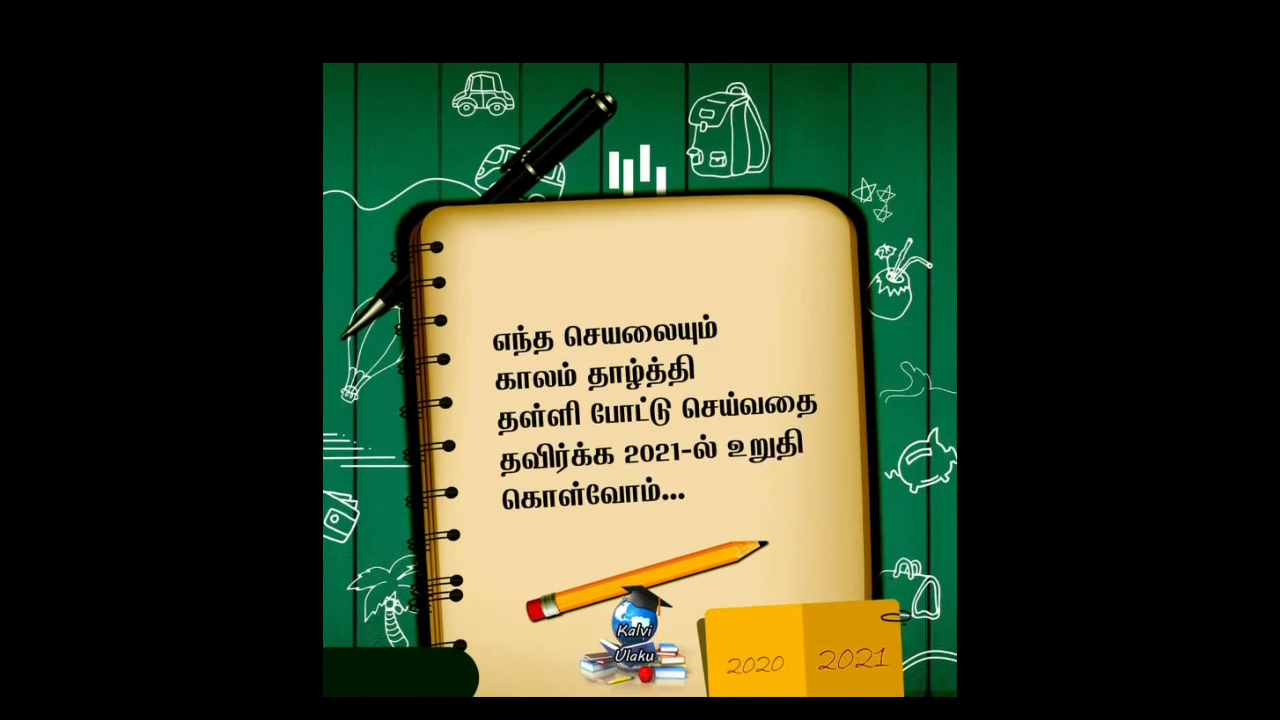 எந்த செயலையும்
காலம் தாழ்த்தி
தள்ளி போட்டு செய்வதை
தவிர்க்க 2021-ல் உறுதி
கொள்வோம்...
Kalvi
Ulaku
2020 2021